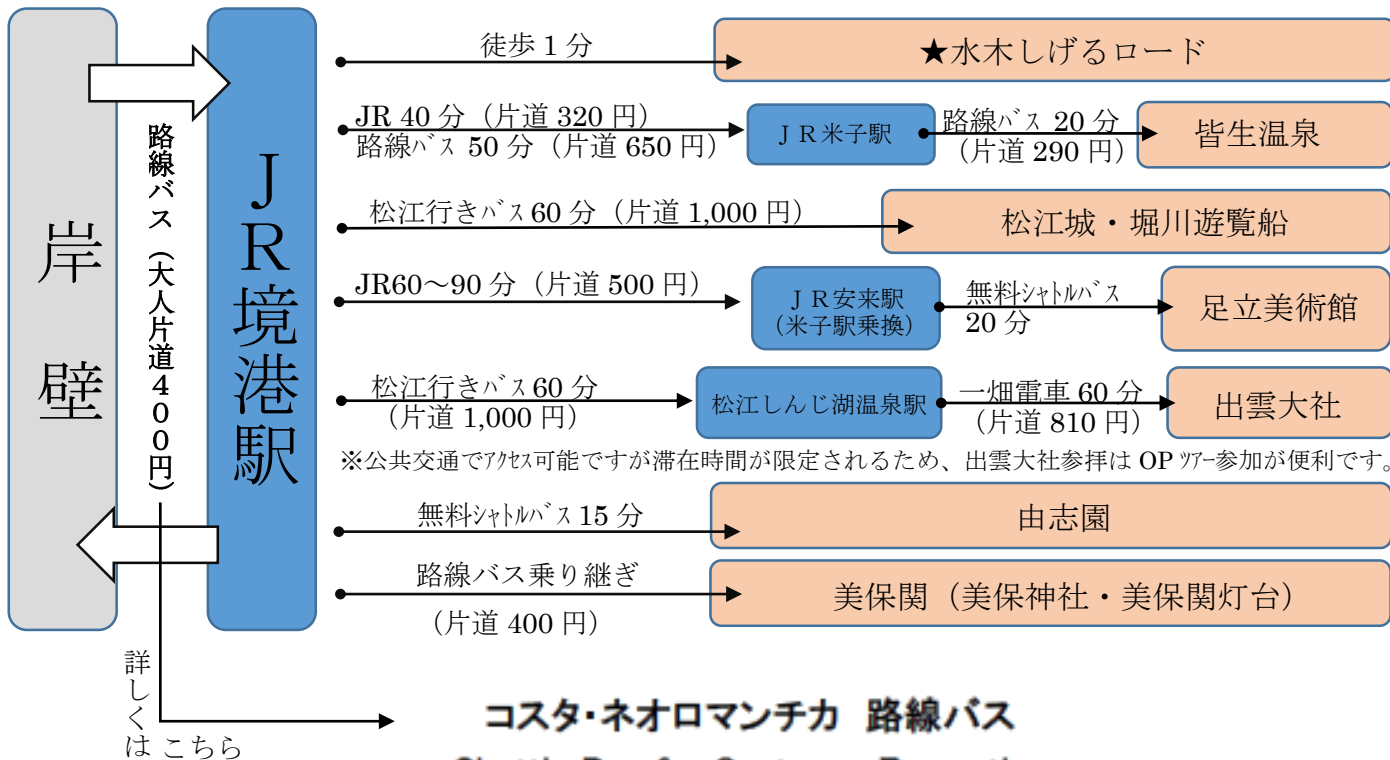 岸壁
路線バス（大人片道４００円）
ＪＲ境港駅
徒歩 1 分
★水木しげるロード
JR 40 分（片道 320 円）
路線ﾊﾞｽ 50 分（片道 650 円）
ＪＲ米子駅
路線ﾊﾞｽ 20 分
（片道 290 円）
皆生温泉
松江行きﾊﾞｽ 60 分（片道 1,000 円）
松江城・堀川遊覧船
JR60～90 分（片道 500 円）
ＪＲ安来駅
（米子駅乗換）
無料ｼｬﾄﾙﾊﾞｽ
20 分
足立美術館
松江行きﾊﾞｽ 60 分
（片道 1,000 円）
松江しんじ湖温泉駅
一畑電車 60 分
（片道 810 円）
出雲大社
※公共交通でｱｸｾｽ可能ですが滞在時間が限定されるため、出雲大社参拝は OP ﾂｱｰ参加が便利です。
無料ｼｬﾄﾙﾊﾞｽ 15 分
由志園
路線バス乗り継ぎ
（片道 400 円）
美保関（美保神社・美保関灯台）
詳しくは こちら
コスタ・ネオロマンチカ 路線バス